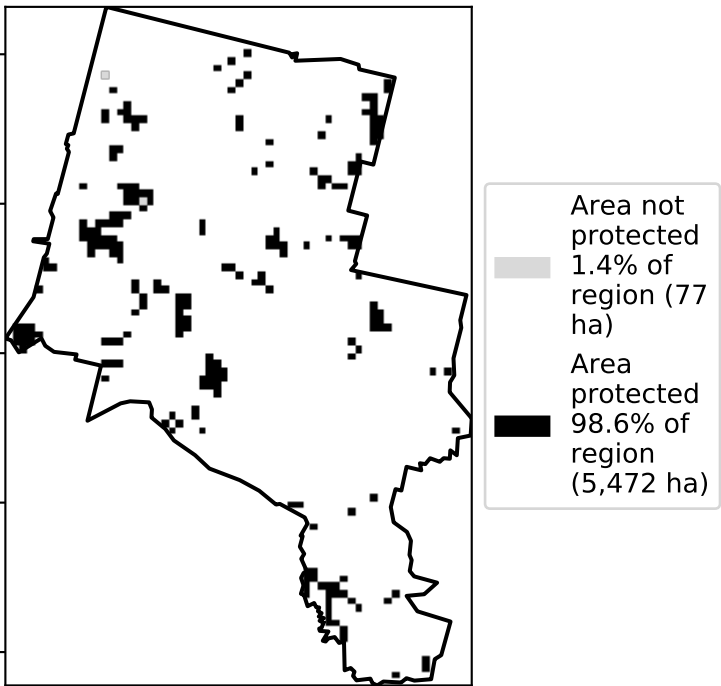 Area not
protected
1.4% of
region (77
ha)
Area
protected
98.6% of
region
(5,472 ha)